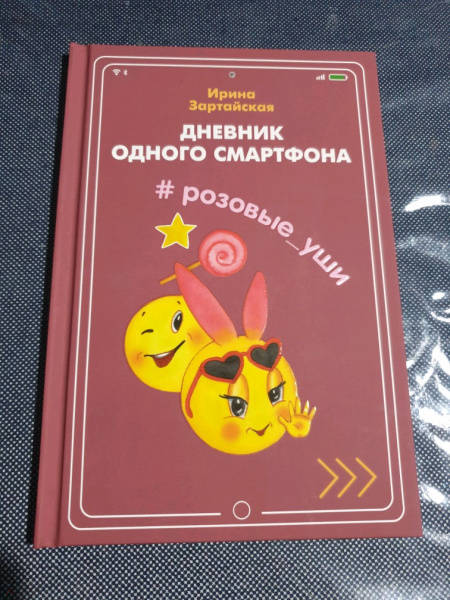 Ирина
Зартайская
ДНЕВНИК
ОДНОГО СМАРТФОНА
# розовые_уши